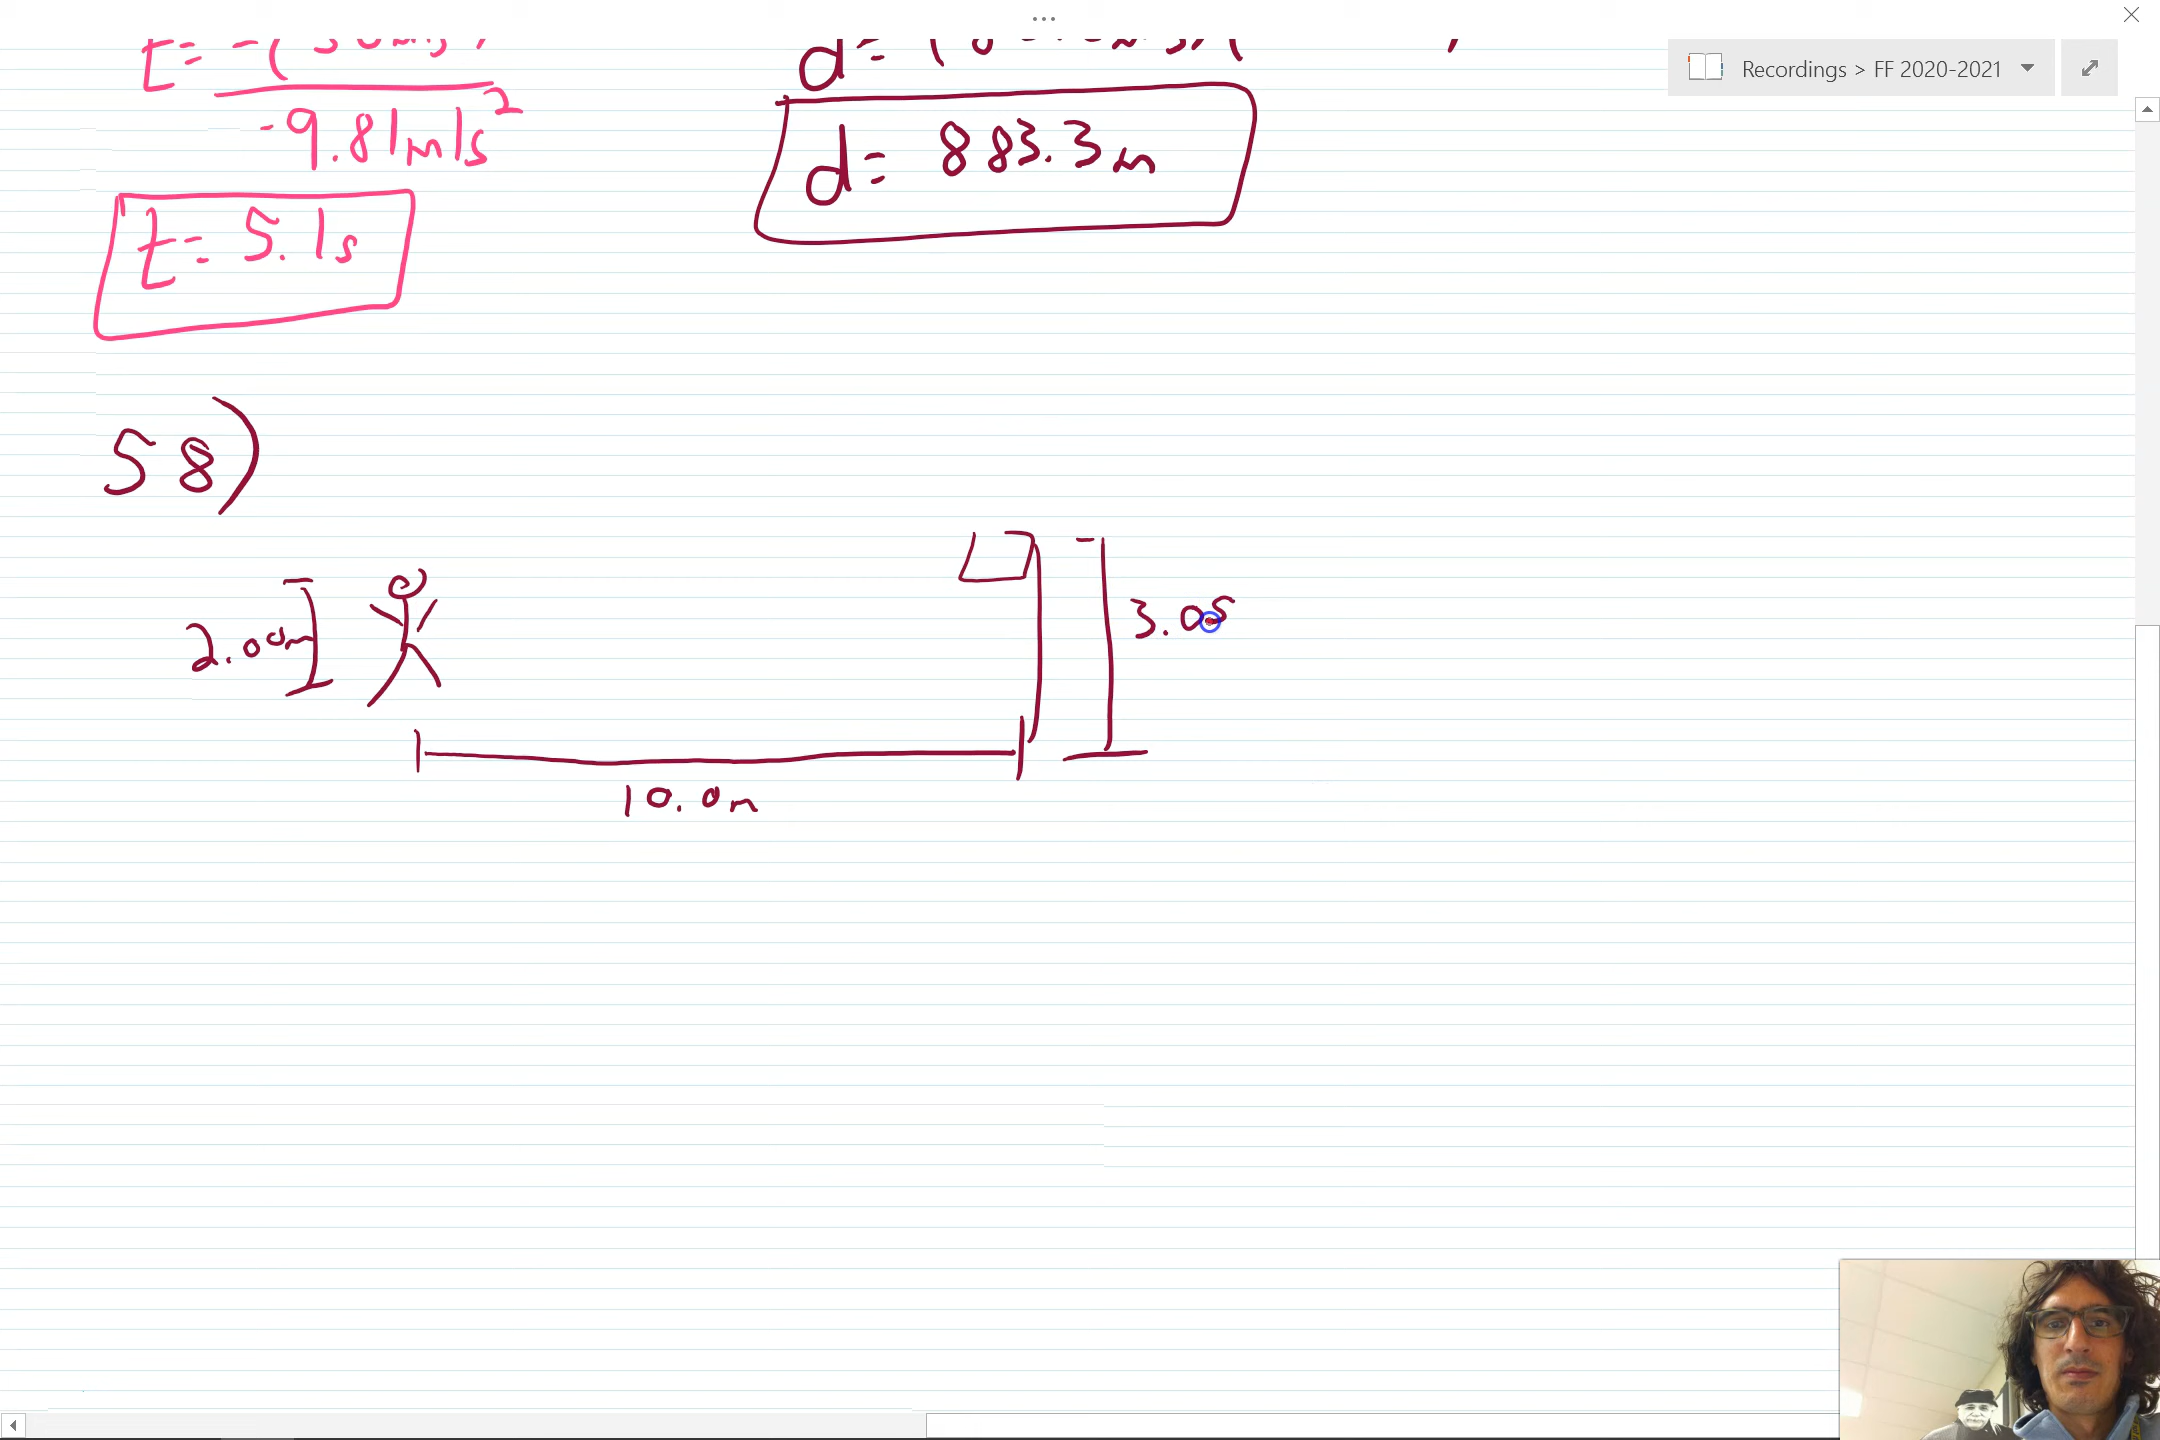 Recordings > FF 2020-2021
-9.81m/s²
d= 883.3m
t= 5.1s
58)
2.00m
3.05
10.0m